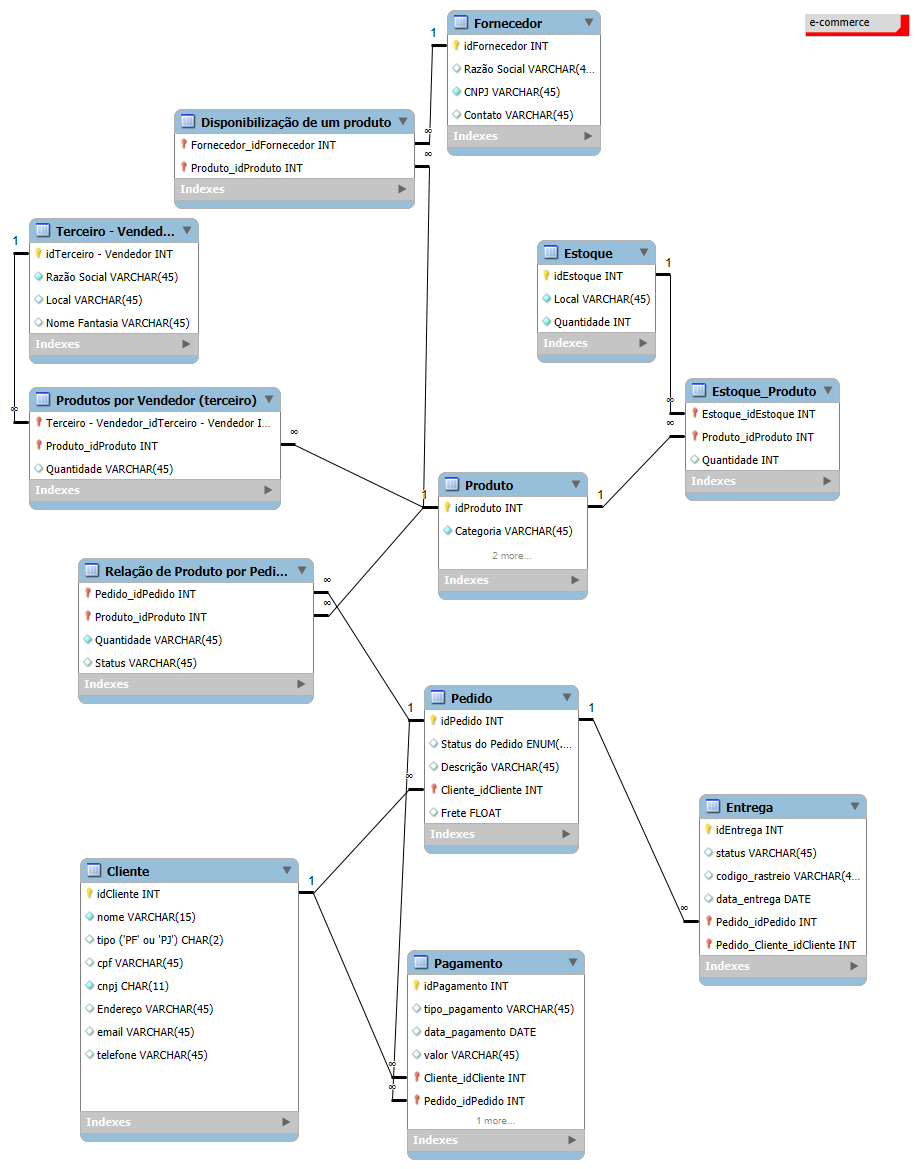 e-commerce
Fornecedor
idFornecedor INT
Razão Social VARCHAR(4...
CNPJ VARCHAR(45)
Contato VARCHAR(45)
Indexes
1
∞
∞
Disponibilização de um produto
Fornecedor_idFornecedor INT
Produto_idProduto INT
Indexes
1
Terceiro - Vended...
idTerceiro - Vendedor INT
Razão Social VARCHAR(45)
Local VARCHAR(45)
Nome Fantasia VARCHAR(45)
Indexes
∞
Estoque
idEstoque INT
Local VARCHAR(45)
Quantidade INT
Indexes
1
∞
∞
Estoque_Produto
Estoque_idEstoque INT
Produto_idProduto INT
Quantidade INT
Indexes
Produtos por Vendedor (terceiro)
Terceiro - Vendedor_idTerceiro - Vendedor I...
Produto_idProduto INT
Quantidade VARCHAR(45)
Indexes
∞
1
Produto
idProduto INT
Categoria VARCHAR(45)
2 more...
Indexes
1
Relação de Produto por Pedi...
Pedido_idPedido INT
Produto_idProduto INT
Quantidade VARCHAR(45)
Status VARCHAR(45)
Indexes
∞
∞
1
∞
Pedido
idPedido INT
Status do Pedido ENUM(....
Descrição VARCHAR(45)
Cliente_idCliente INT
Frete FLOAT
Indexes
1
∞
Entrega
idEntrega INT
status VARCHAR(45)
codigo_rastreio VARCHAR(4...
data_entrega DATE
Pedido_idPedido INT
Pedido_Cliente_idCliente INT
Indexes
Cliente
idCliente INT
nome VARCHAR(15)
tipo ('PF' ou 'PJ') CHAR(2)
cpf VARCHAR(45)
cnpj CHAR(11)
Endereço VARCHAR(45)
email VARCHAR(45)
telefone VARCHAR(45)
Indexes
1
∞
∞
Pagamento
idPagamento INT
tipo_pagamento VARCHAR(45)
data_pagamento DATE
valor VARCHAR(45)
Cliente_idCliente INT
Pedido_idPedido INT
1 more...
Indexes